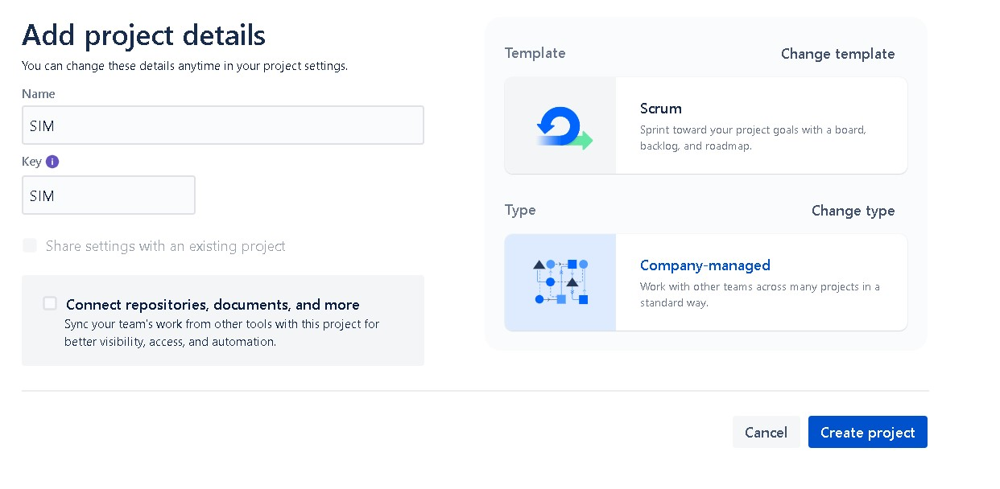 Add project details
You can change these details anytime in your project settings.
Name
SIM
Key i
SIM
Share settings with an existing project
Connect repositories, documents, and more
Sync your team's work from other tools with this project for
better visibility, access, and automation.
Template
Change template
Scrum
Sprint toward your project goals with a board,
backlog, and roadmap.
Type
Change type
Company-managed
Work with other teams across many projects in a
standard way.
Cancel
Create project